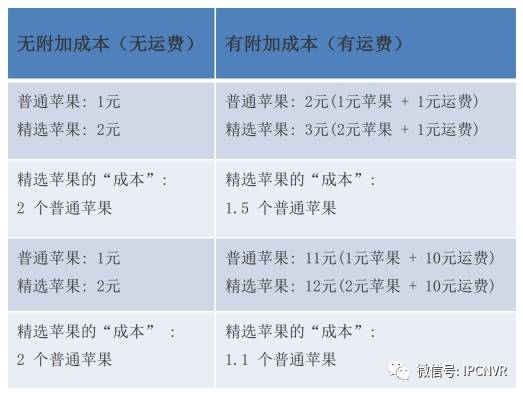 无附加成本（无运费）
有附加成本（有运费）
普通苹果: 1元
精选苹果: 2元
普通苹果: 2元(1元苹果 + 1元运费)
精选苹果: 3元(2元苹果 + 1元运费)
精选苹果的“成本”:
2 个普通苹果
精选苹果的“成本”:
1.5 个普通苹果
普通苹果: 1元
精选苹果: 2元
普通苹果: 11元(1苹果 + 10元运费)
精选苹果: 12元(2元苹果 + 10元运费)
精选苹果的“成本” :
2 个普通苹果
精选苹果的“成本”:
1.1 个普通苹果
微信号: IPCNVR